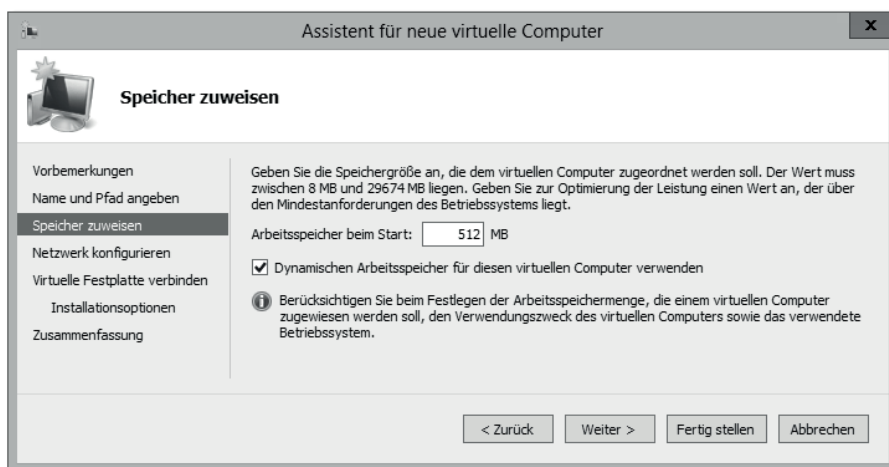 Assistent für neue virtuelle Computer
x
Speicher zuweisen
Vorbemerkungen
Name und Pfad angeben
Speicher zuweisen
Netzwerk konfigurieren
Virtuelle Festplatte verbinden
Installationsoptionen
Zusammenfassung
Geben Sie die Speichergröße an, die dem virtuellen Computer zugeordnet werden soll. Der Wert muss
zwischen 8 MB und 29674 MB liegen. Geben Sie zur Optimierung der Leistung einen Wert an, der über
den Mindestanforderungen des Betriebssystems liegt.
Arbeitsspeicher beim Start: 512 MB
Dynamischen Arbeitsspeicher für diesen virtuellen Computer verwenden
Berücksichtigen Sie beim Festlegen der Arbeitsspeichermenge, die einem virtuellen Computer
zugewiesen werden soll, den Verwendungszweck des virtuellen Computers sowie das verwendete
Betriebssystem.
< Zurück
Weiter >
Fertig stellen
Abbrechen